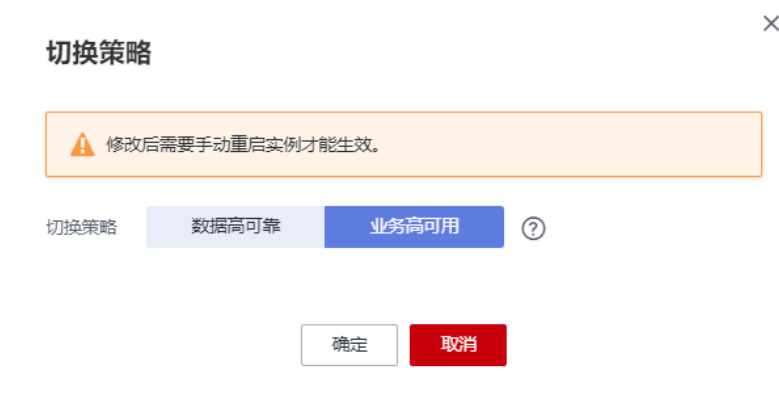 切换策略
修改后需要手动重启实例才能生效。
切换策略 数据高可靠 业务高可用 ?
确定 取消